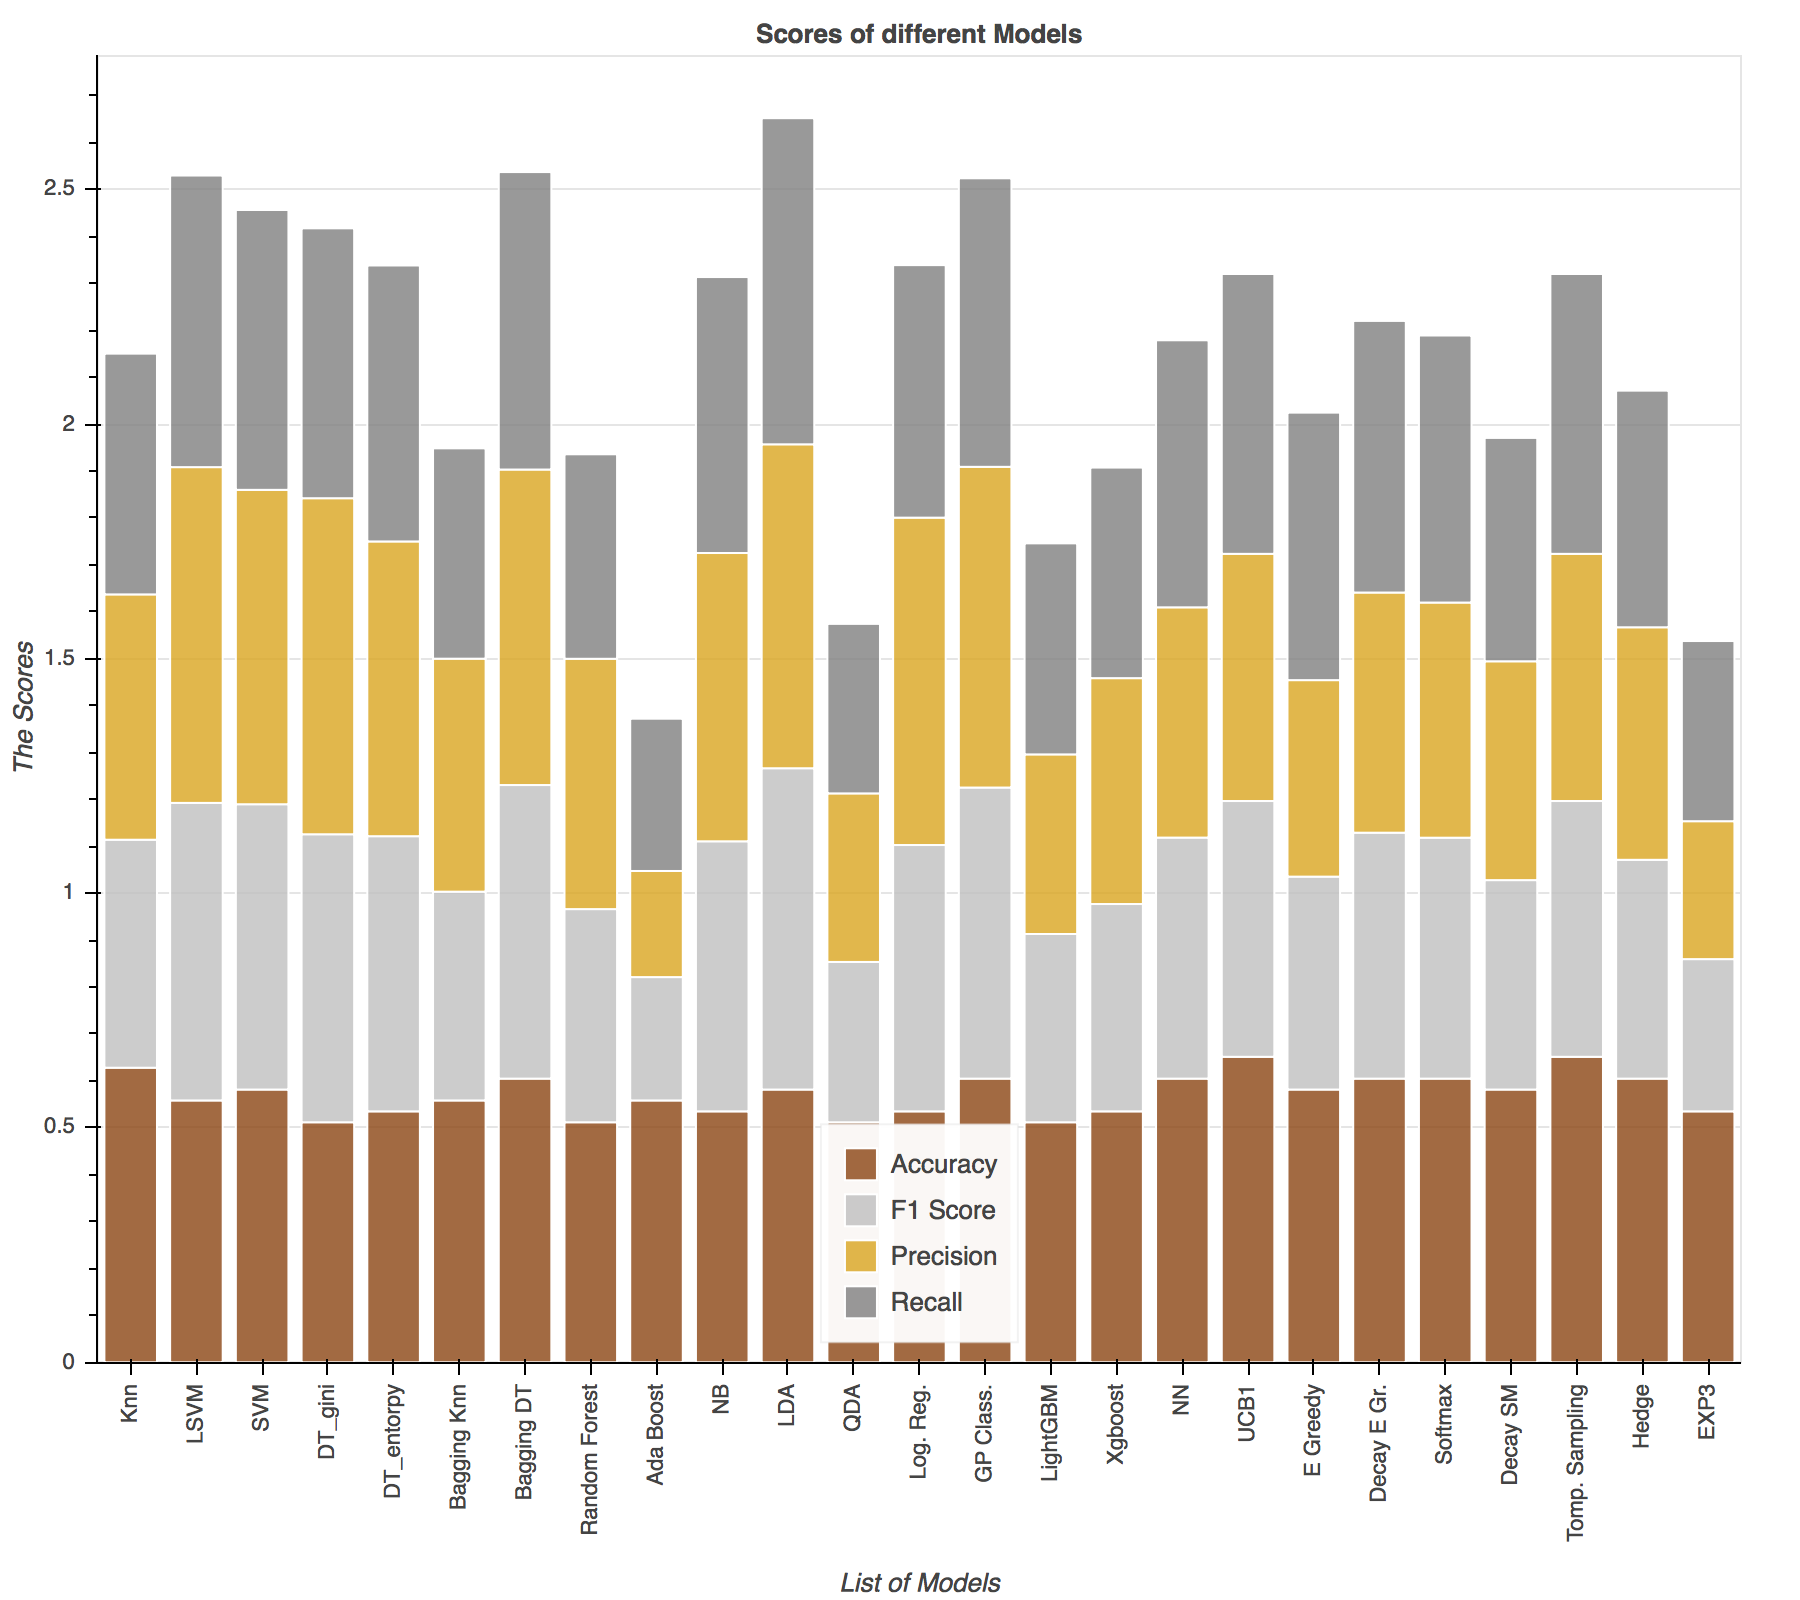 Scores of different Models
The Scores
2.5
2
1.5
1
0.5
0
Accuracy
F1 Score
Precision
Recall
Knn
LSVM
SVM
DT_gini
DT_entorpy
Bagging Knn
Bagging DT
Random Forest
Ada Boost
NB
LDA
QDA
Log. Reg.
GP Class.
LightGBM
Xgboost
NN
UCB1
E Greedy
Decay E Gr.
Softmax
Decay SM
Tomp. Sampling
Hedge
EXP3
List of Models